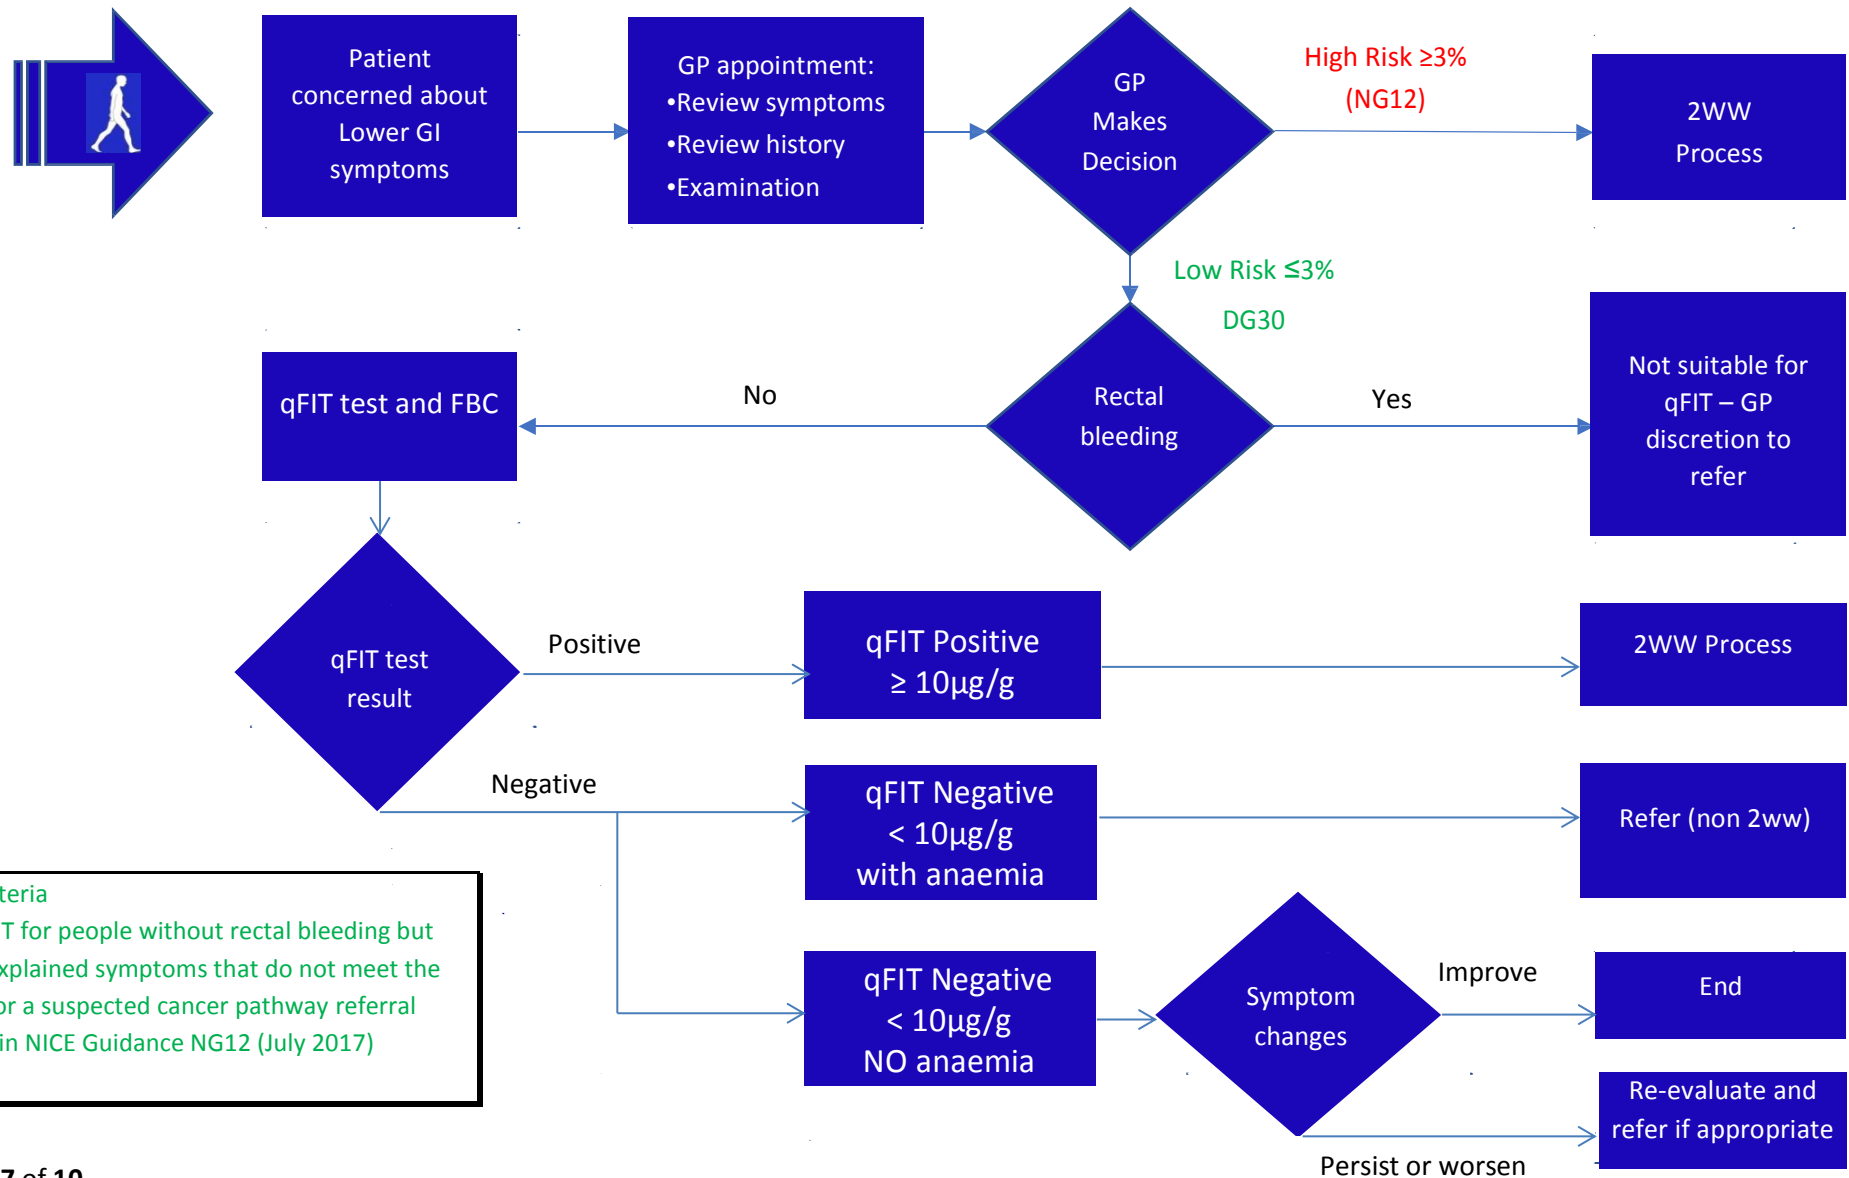 Patient
concerned about
Lower GI
symptoms
GP appointment:
•Review symptoms
•Review history
•Examination
GP
Makes
Decision
High Risk ≥3%
(NG12)
2WW
Process
Low Risk ≤3%
DG30
qFIT test and FBC
No
Rectal
bleeding
Yes
Not suitable for
qFIT – GP
discretion to
refer
qFIT test
result
Positive
qFIT Positive
≥ 10µg/g
2WW Process
Negative
qFIT Negative
< 10µg/g
with anaemia
Refer (non 2ww)
qFIT Negative
< 10µg/g
NO anaemia
Symptom
changes
Improve
End
Persist or worsen
Re-evaluate and
refer if appropriate
teria
T for people without rectal bleeding but
explained symptoms that do not meet the
or a suspected cancer pathway referral
in NICE Guidance NG12 (July 2017)
7 of 10